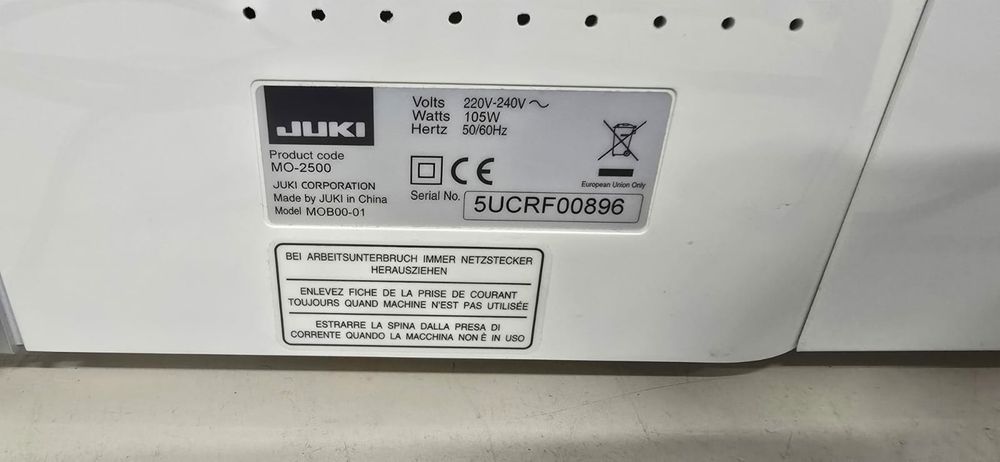 JUKI
Product code
MO-2500
JUKI CORPORATION
Made by JUKI in China
Model MOB00-01
Volts 220V-240V ~
Watts 105W
Hertz 50/60Hz
CE
European Union Only
Serial No. 5UCRF00896
BEI ARBEITSUNTERBRUCH IMMER NETZSTECKER
HERAUSZIEHEN
ENLEVEZ FICHE DE LA PRISE DE COURANT
TOUJOURS QUAND MACHINE N'EST PAS UTILISÉE
ESTRARRE LA SPINA DALLA PRESA DI
CORRENTE QUANDO LA MACCHINA NON È IN USO